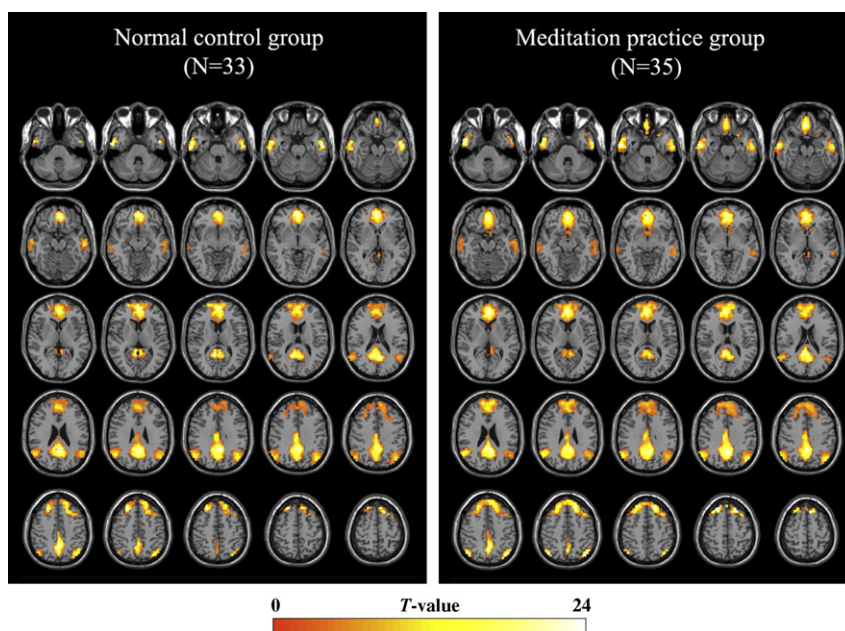 Normal control group
(N=33)
Meditation practice group
(N=35)
0 T-value 24